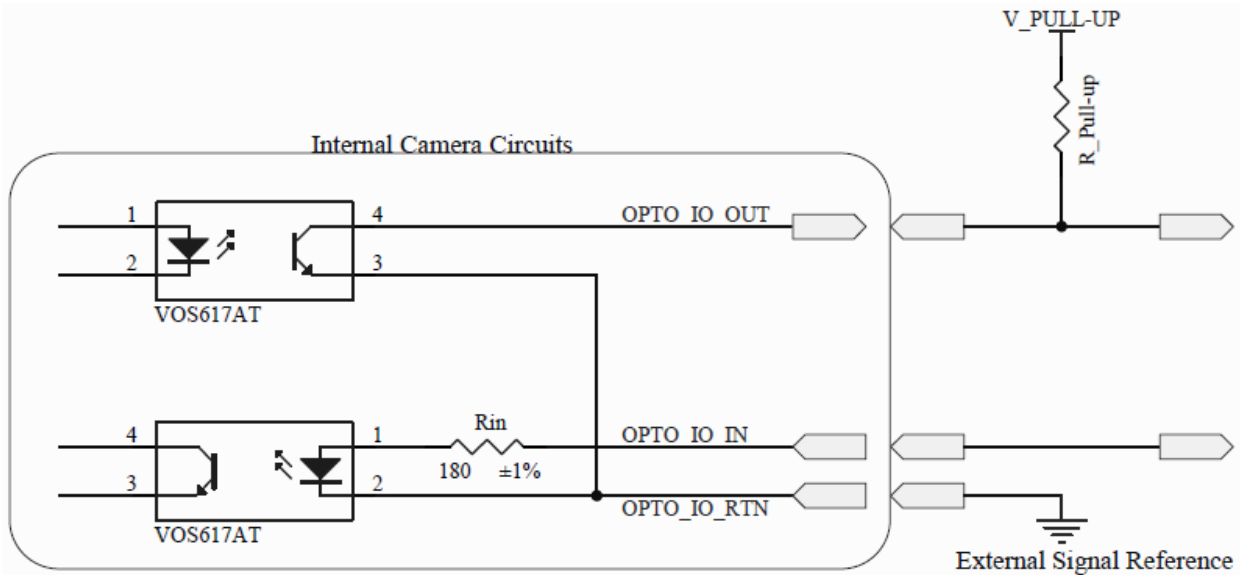 V_PULL-UP
R_Pull-up
Internal Camera Circuits
1
4
OPTO_IO_OUT
2
3
VOS617AT
Rin
4
1
OPTO_IO_IN
180 ±1%
3
2
OPTO_IO_RTN
VOS617AT
External Signal Reference